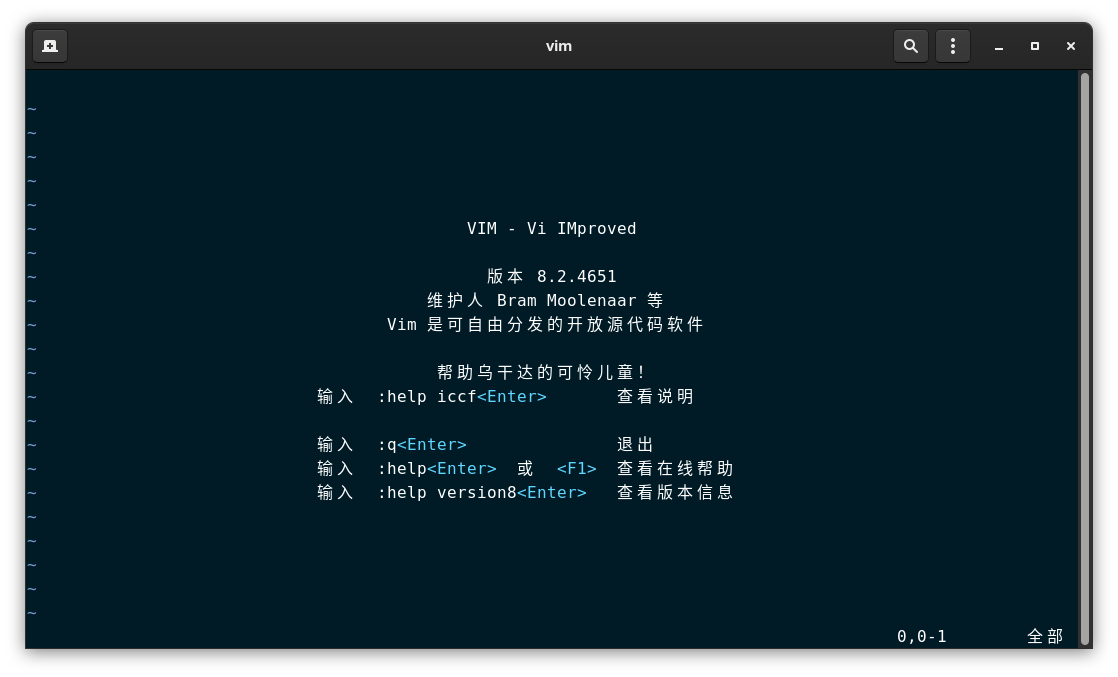 vim
~
~
~
~
~
~ VIM - Vi IMproved
~
~ 版本 8.2.4651
~ 维护人 Bram Moolenaar 等
~ Vim 是可自由分发的开放源代码软件
~
~ 帮助乌干达的可怜儿童!
~ 输入 :help iccf<Enter> 查看说明
~
~ 输入 :q<Enter> 退出
~ 输入 :help<Enter> 或 <F1> 查看在线帮助
~ 输入 :help version8<Enter> 查看版本信息
~
~
~
~
~
0,0-1 全部